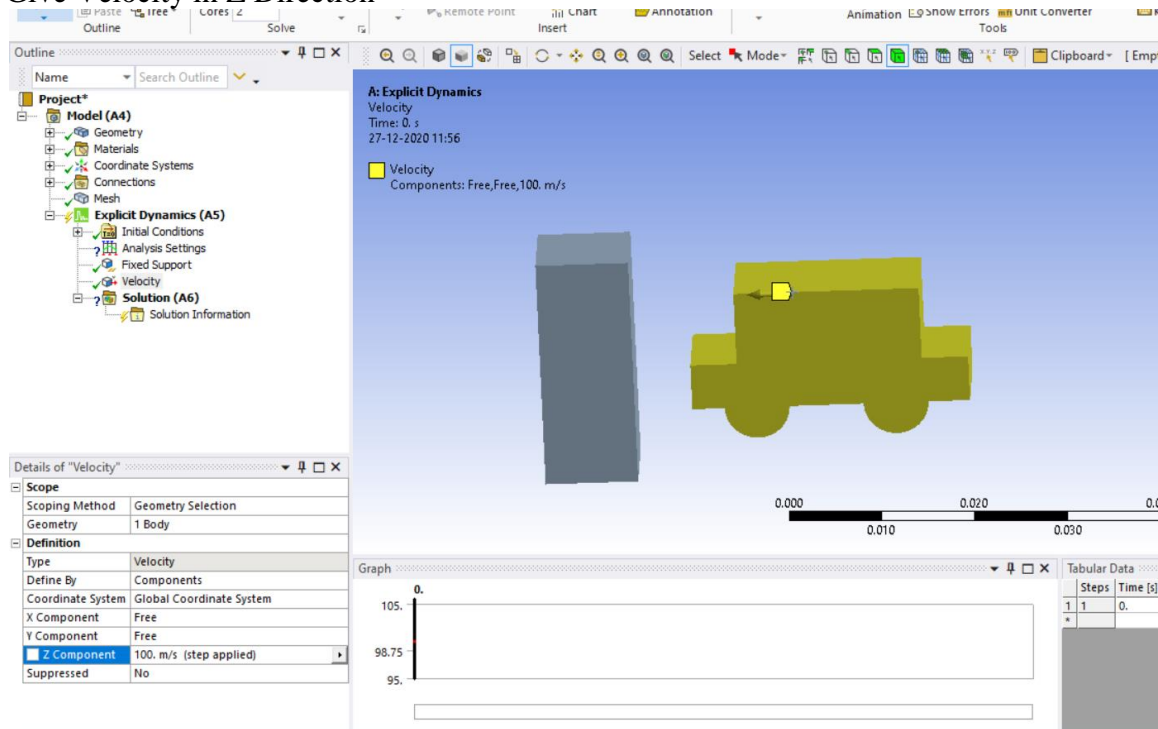 Give Velocity in Z Direction
Paste Tree Cores 2 Remote Point Chart Annotation Animation Show Errors Unit Converter
Outline Solve Insert Tools
Outline
Name Search Outline
Select Mode Clipboard [ Emp
Project*
Model (A4)
Geometry
Materials
Coordinate Systems
Connections
Mesh
Explicit Dynamics (A5)
Initial Conditions
Analysis Settings
Fixed Support
Velocity
Solution (A6)
Solution Information
A: Explicit Dynamics
Velocity
Time: 0. s
27-12-2020 11:56
Velocity
Components: Free,Free,100. m/s
0.000 0.020
0.010 0.030
Details of "Velocity"
Scope
Scoping Method Geometry Selection
Geometry 1 Body
Definition
Type Velocity
Define By Components
Coordinate System Global Coordinate System
X Component Free
Y Component Free
Z Component 100. m/s (step applied)
Suppressed No
Graph
0.
105.
98.75
95.
Tabular Data
Steps Time [s]
1 1 0.
*